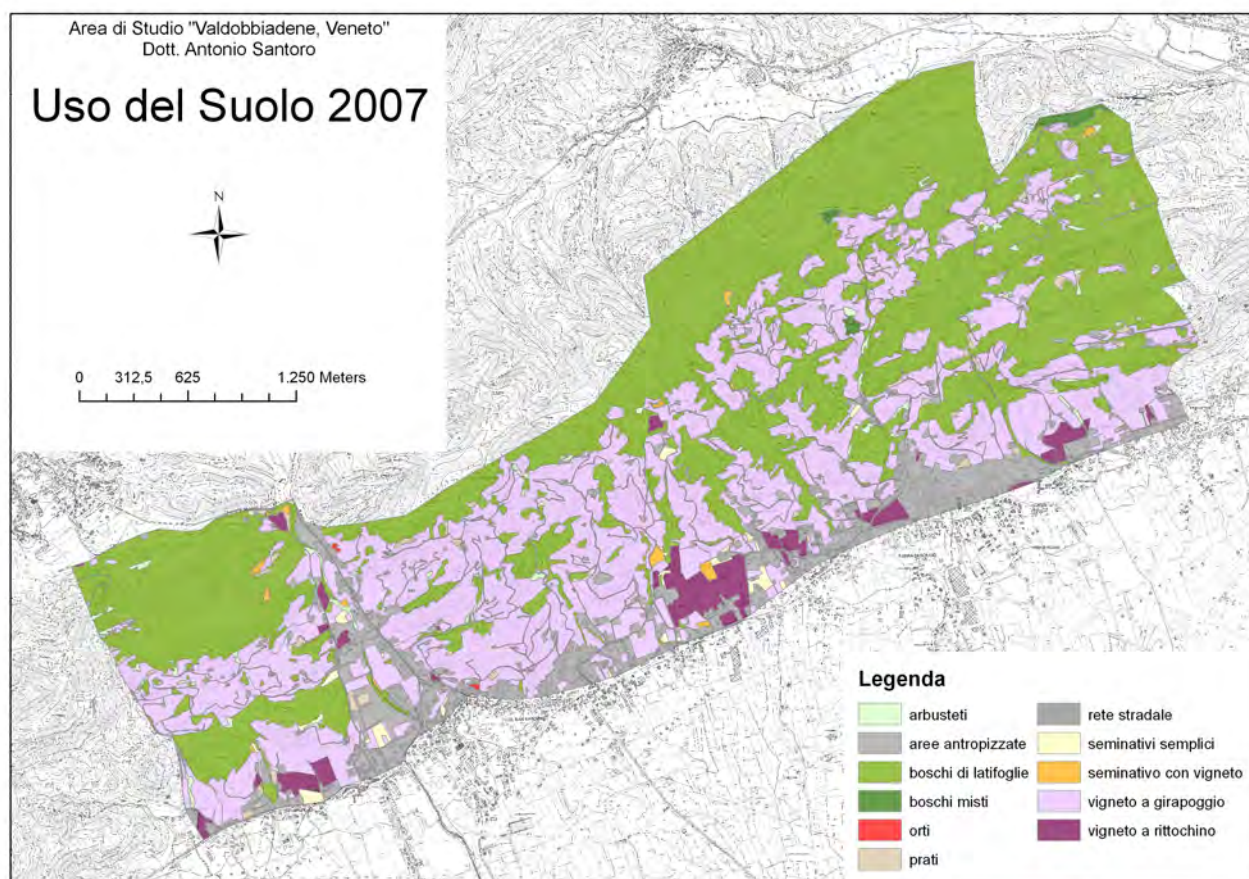 Area di Studio "Valdobbiadene, Veneto"
Dott. Antonio Santoro
Uso del Suolo 2007
N
0 312,5 625 1.250 Meters
Legenda
arbusteti
aree antropizzate
boschi di latifoglie
boschi misti
orti
prati
rete stradale
seminativi semplici
seminativo con vigneto
vigneto a girapoggio
vigneto a rittochino